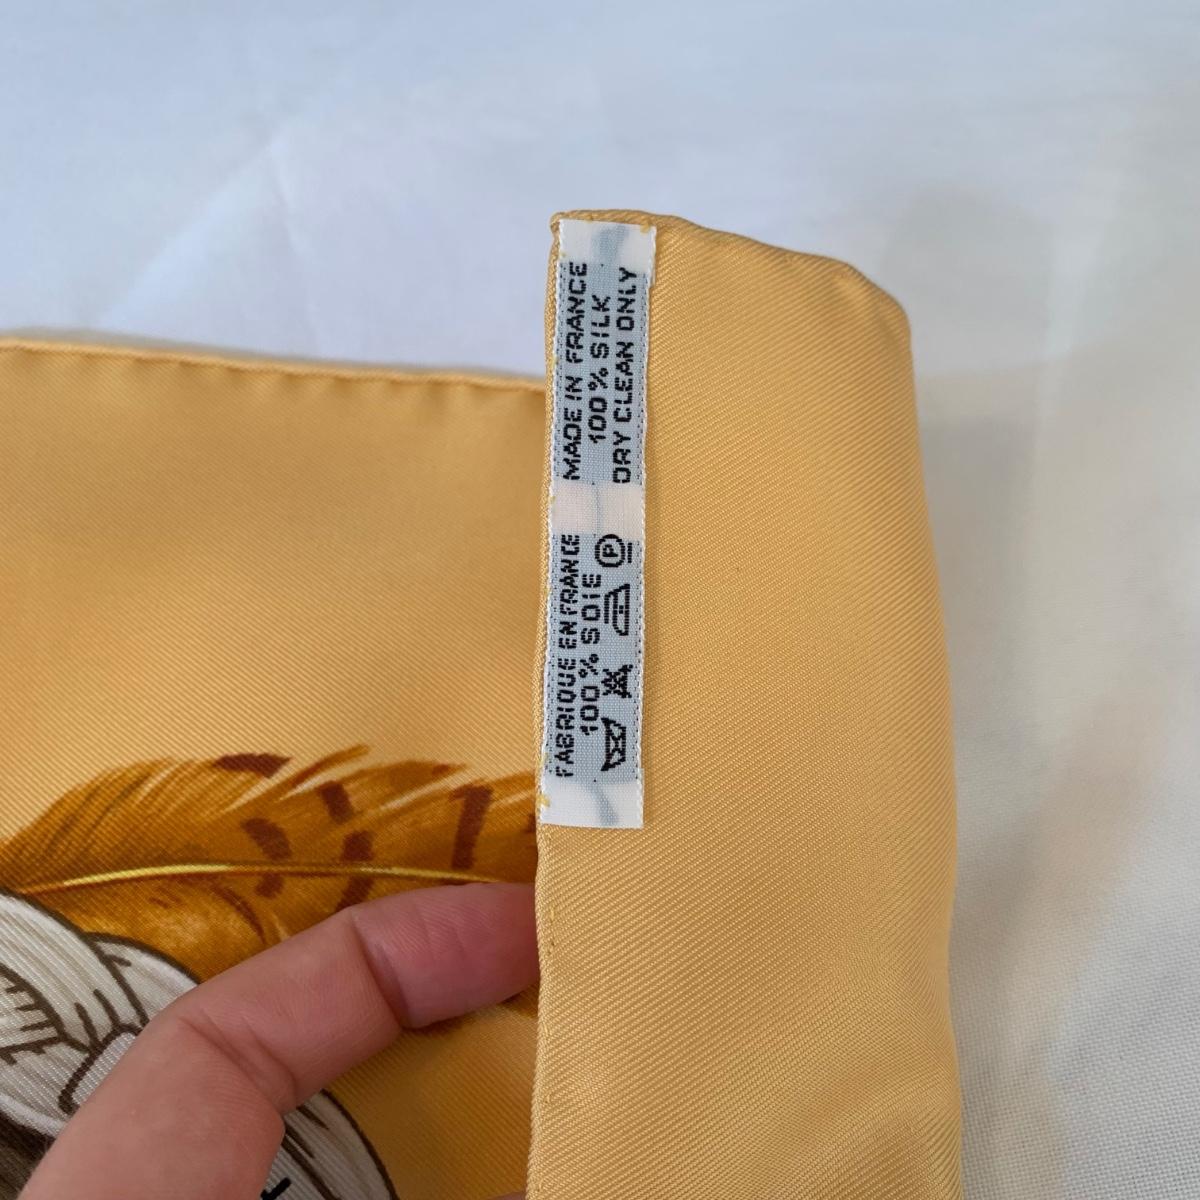 MADE IN FRANCE
100% SILK
DRY CLEAN ONLY
FABRIQUE EN FRANCE
100% SOIE
P